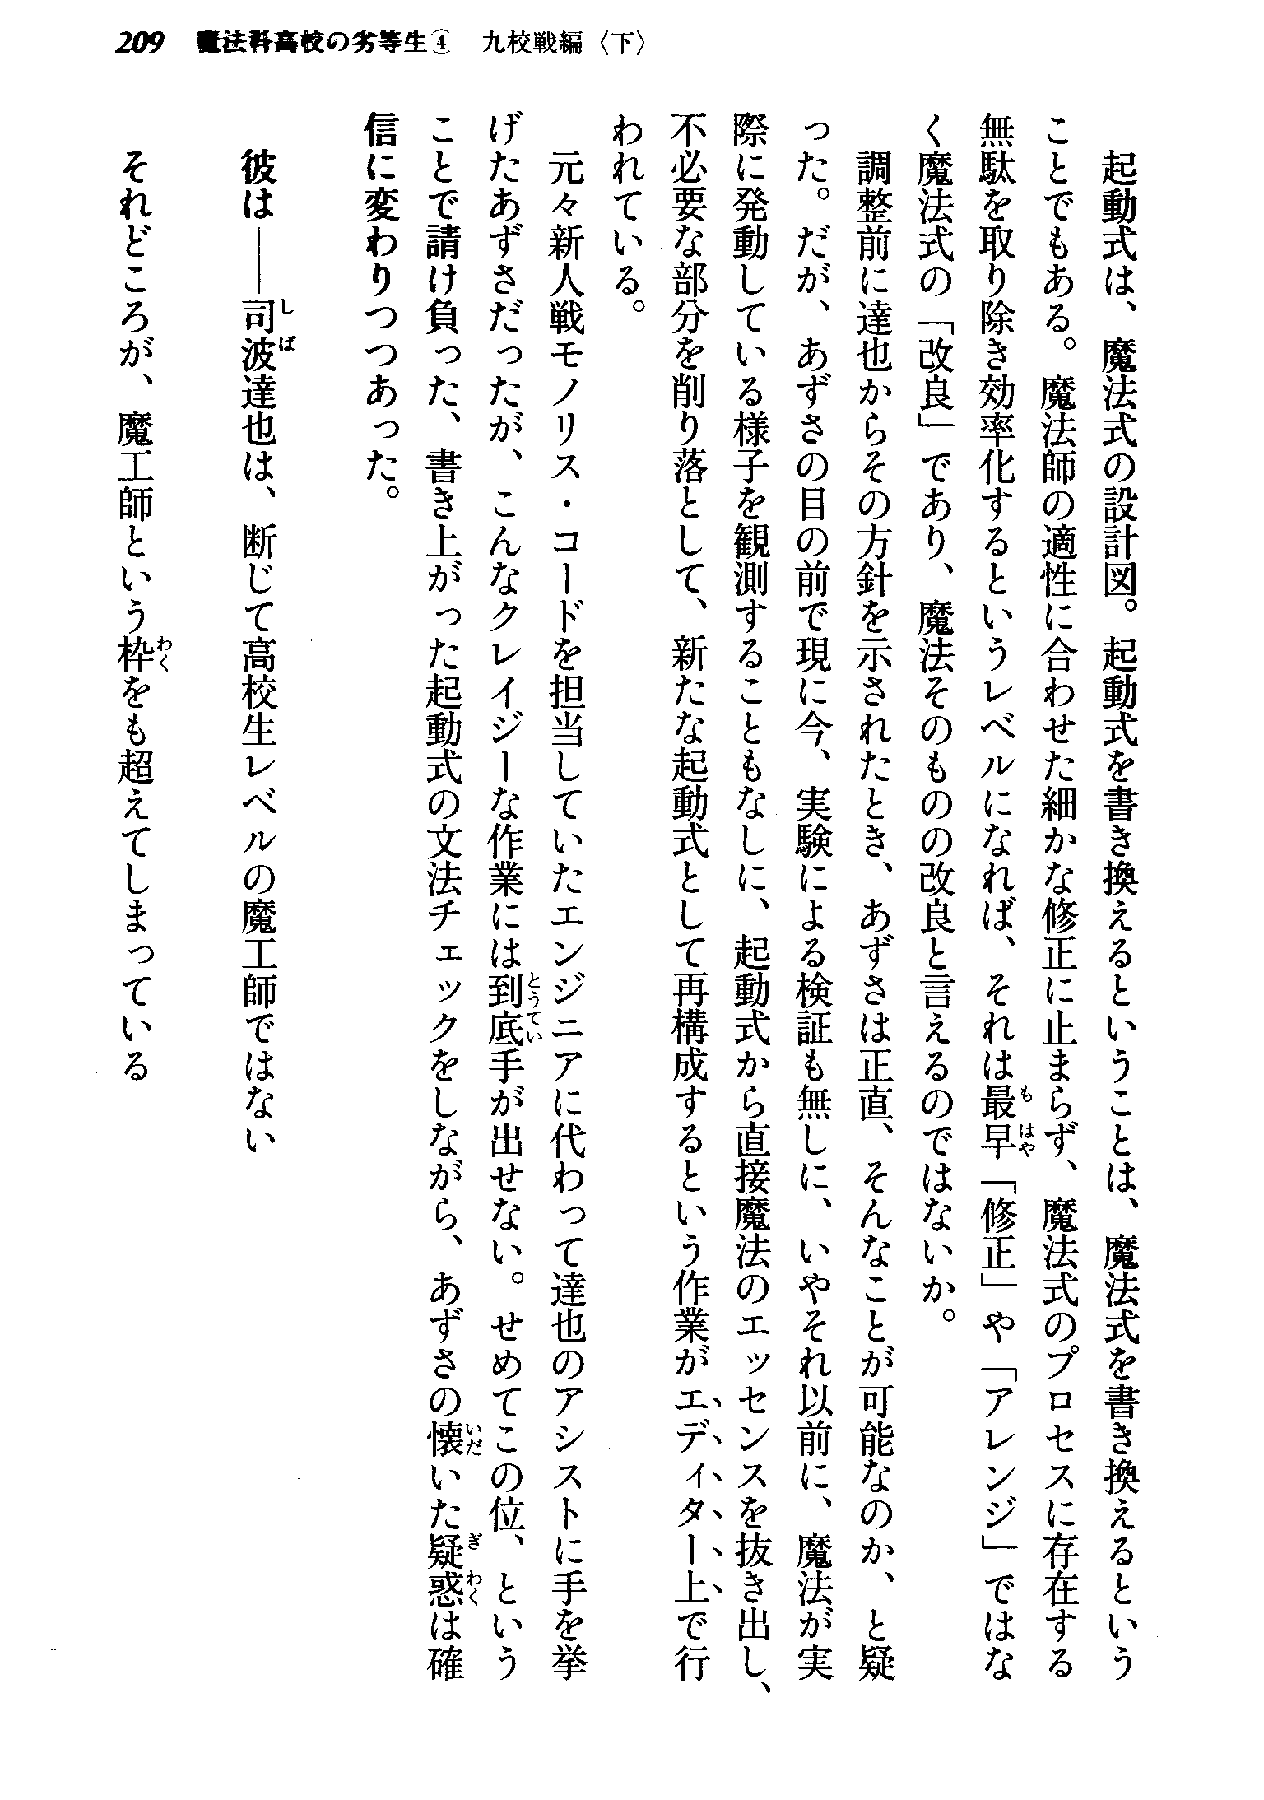 209 魔法科高校の劣等生④ 九校戦編〈下〉
起動式は、魔法式の設計図。起動式を書き換えるということは、魔法式を書き換えるという
ことでもある。魔法師の適性に合わせた細かな修正に止まらず、魔法式のプロセスに存在する
無駄を取り除き効率化するというレベルになれば、それは最早「修正」や「アレンジ」ではな
く魔法式の「改良」であり、魔法そのものの改良と言えるのではないか。
調整前に達也からその方針を示されたとき、あずさは正直、そんなことが可能なのか、と疑
った。だが、あずさの目の前で現に今、実験による検証も無しに、いやそれ以前に、魔法が実
際に発動している様子を観測することもなしに、起動式から直接魔法のエッセンスを抜き出し、
不必要な部分を削り落として、新たな起動式として再構成するという作業がエディター上で行
われている。
元々新人戦モノリス・コードを担当していたエンジニアに代わって達也のアシストに手を挙
げたあずさだったが、こんなクレイジーな作業には到底手が出せない。せめてこの位、という
ことで請け負った、書き上がった起動式の文法チェックをしながら、あずさの懐いた疑惑は確
信に変わりつつあった。
彼は――司波達也は、断じて高校生レベルの魔工師ではない
それどころが、魔工師という枠をも超えてしまっている